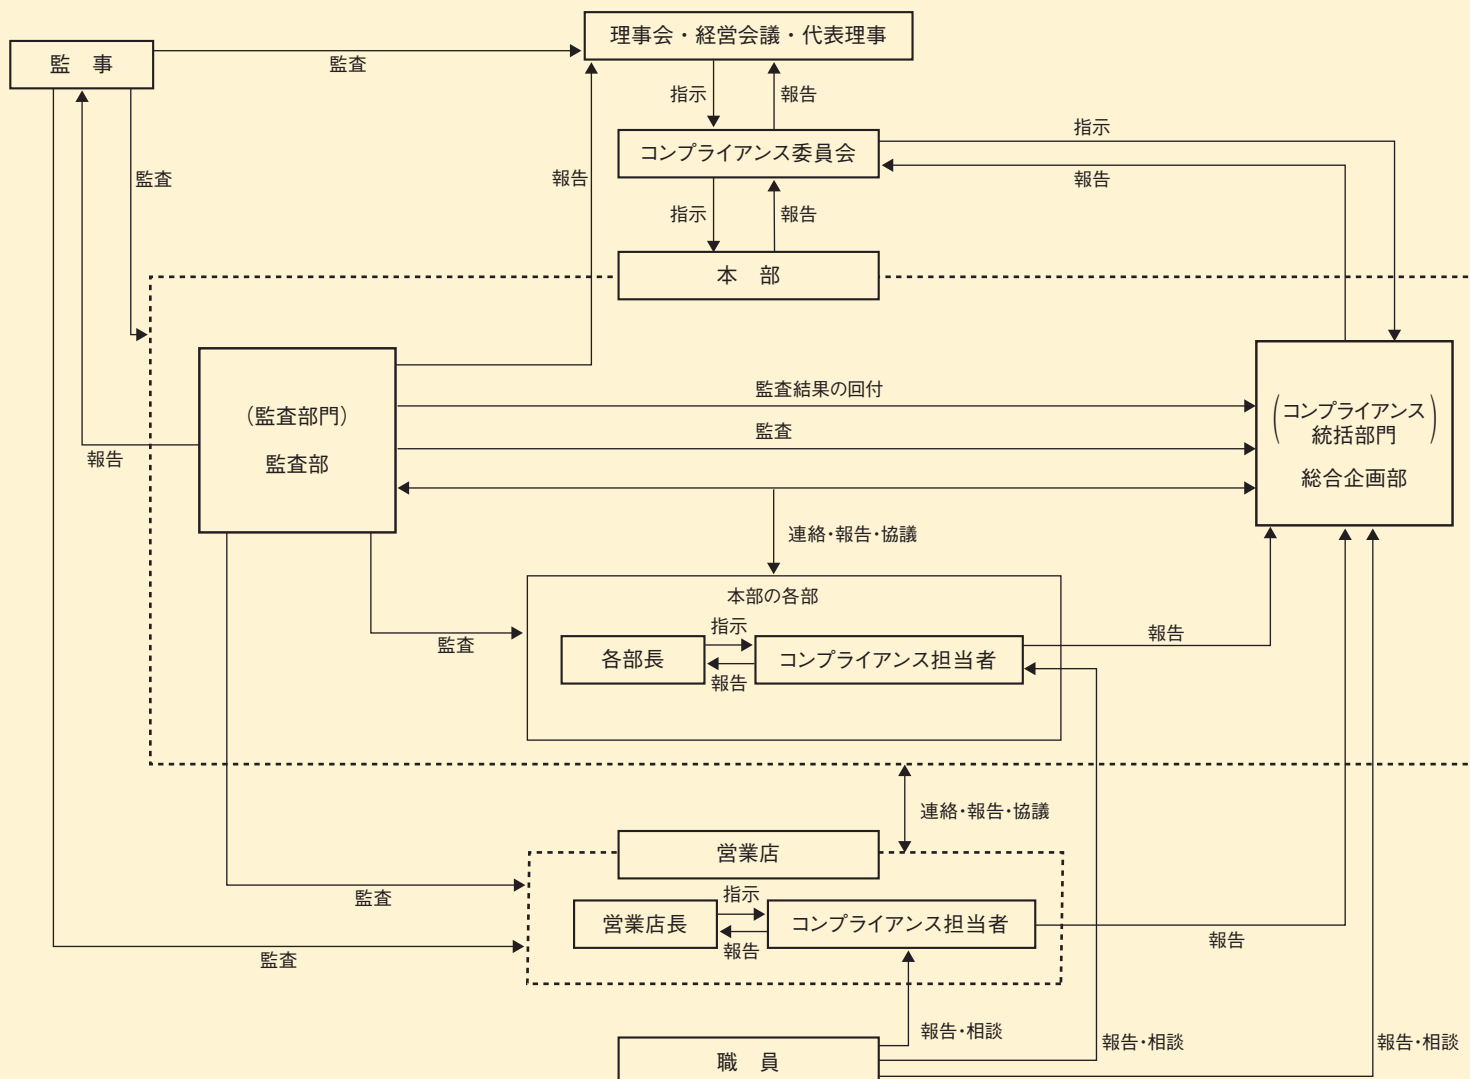 理事会・経営会議・代表理事
監　事
監査
指示
報告
指示
コンプライアンス委員会
監査
報告
報告
指示
報告
本　部
監査結果の回付
（監査部門）
監査部
（コンプライアンス
統括部門）
総合企画部
監査
報告
連絡・報告・協議
本部の各部
指示
監査
報告
各部長
コンプライアンス担当者
報告
連絡・報告・協議
営業店
指示
監査
営業店長
コンプライアンス担当者
報告
報告
監査
報告・相談
報告・相談
報告・相談
職　員